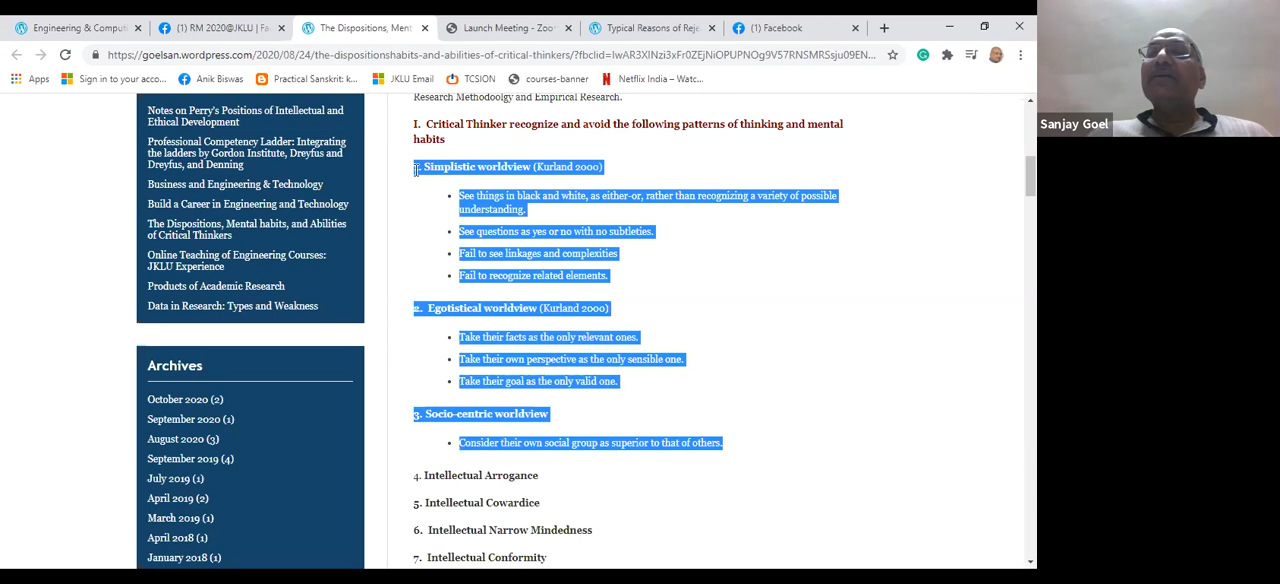 Engineering & Comput
(1) RM 2020@JKLU | Fa
The Dispositions, Ment
Launch Meeting - Zoo
Typical Reasons of Reje
(1) Facebook
https://goelsan.wordpress.com/2020/08/24/the-dispositionshabits-and-abilities-of-critical-thinkers/?fbclid=IwAR3XlNzi3xFr0ZEjNiOPUPNOg9V57RNSMRSsju09EN...
Apps
Sign in to your acco...
Anik Biswas
Practical Sanskrit: k...
JKLU Email
TCSION
courses-banner
Netflix India – Watc...
Notes on Perry's Positions of Intellectual and
Ethical Development
Professional Competency Ladder: Integrating
the ladders by Gordon Institute, Dreyfus and
Dreyfus, and Denning
Business and Engineering & Technology
Build a Career in Engineering and Technology
The Dispositions, Mental habits, and Abilities
of Critical Thinkers
Online Teaching of Engineering Courses:
JKLU Experience
Products of Academic Research
Data in Research: Types and Weakness
Archives
October 2020 (2)
September 2020 (1)
August 2020 (3)
September 2019 (4)
July 2019 (1)
April 2019 (2)
March 2019 (1)
April 2018 (1)
January 2018 (1)
Research Methodoolgy and Empirical Research.
I. Critical Thinker recognize and avoid the following patterns of thinking and mental
habits
Simplistic worldview (Kurland 2000)
• See things in black and white, as either-or, rather than recognizing a variety of possible
understanding.
• See questions as yes or no with no subtleties.
• Fail to see linkages and complexities
• Fail to recognize related elements.
2. Egotistical worldview (Kurland 2000)
• Take their facts as the only relevant ones.
• Take their own perspective as the only sensible one.
• Take their goal as the only valid one.
3. Socio-centric worldview
• Consider their own social group as superior to that of others.
4. Intellectual Arrogance
5. Intellectual Cowardice
6. Intellectual Narrow Mindedness
7. Intellectual Conformity
Sanjay Goel